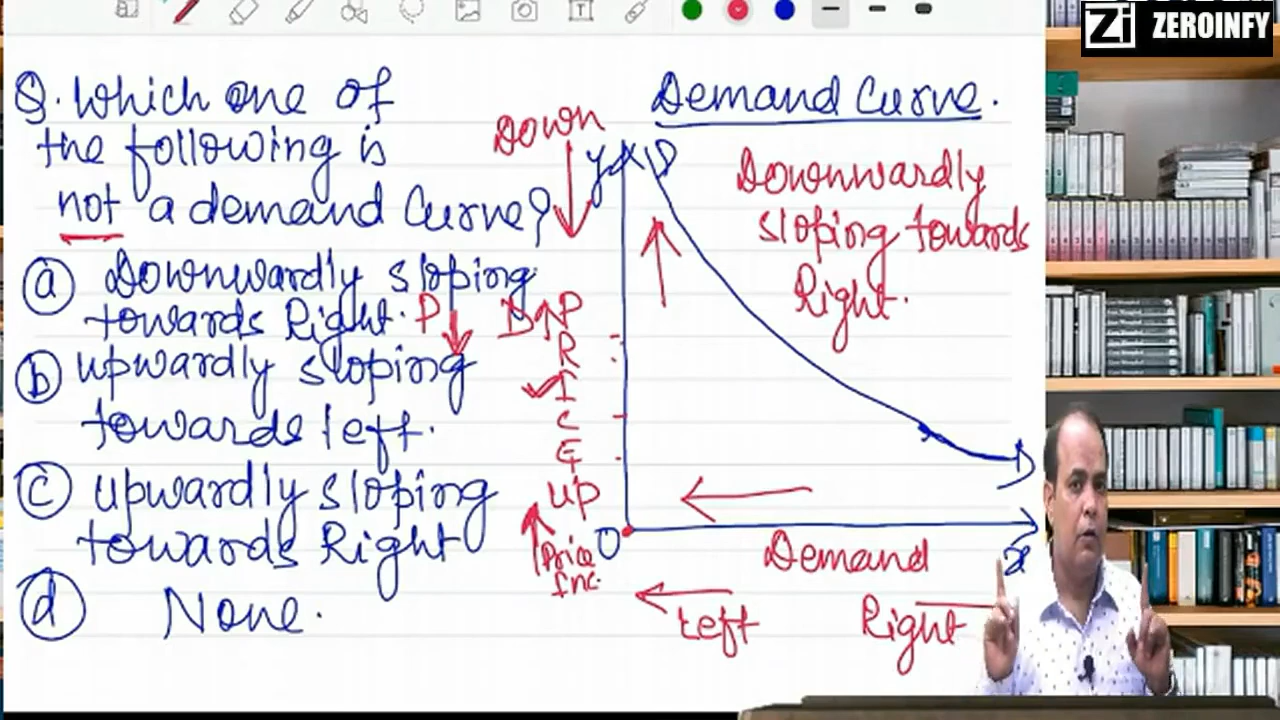 ZEROINFY
Q. Which one of
the following is
not a demand Curve?
(a) Downwardly sloping
towards Right.
(b) upwardly sloping
towards left.
(c) upwardly sloping
towards Right
(d) None.
Demand Curve.
Down
y
D
Downwardly
sloping towards
Right.
P
D
P
R
I
C
E
UP
Price
Inc.
O
D
x
Demand
Left
Right